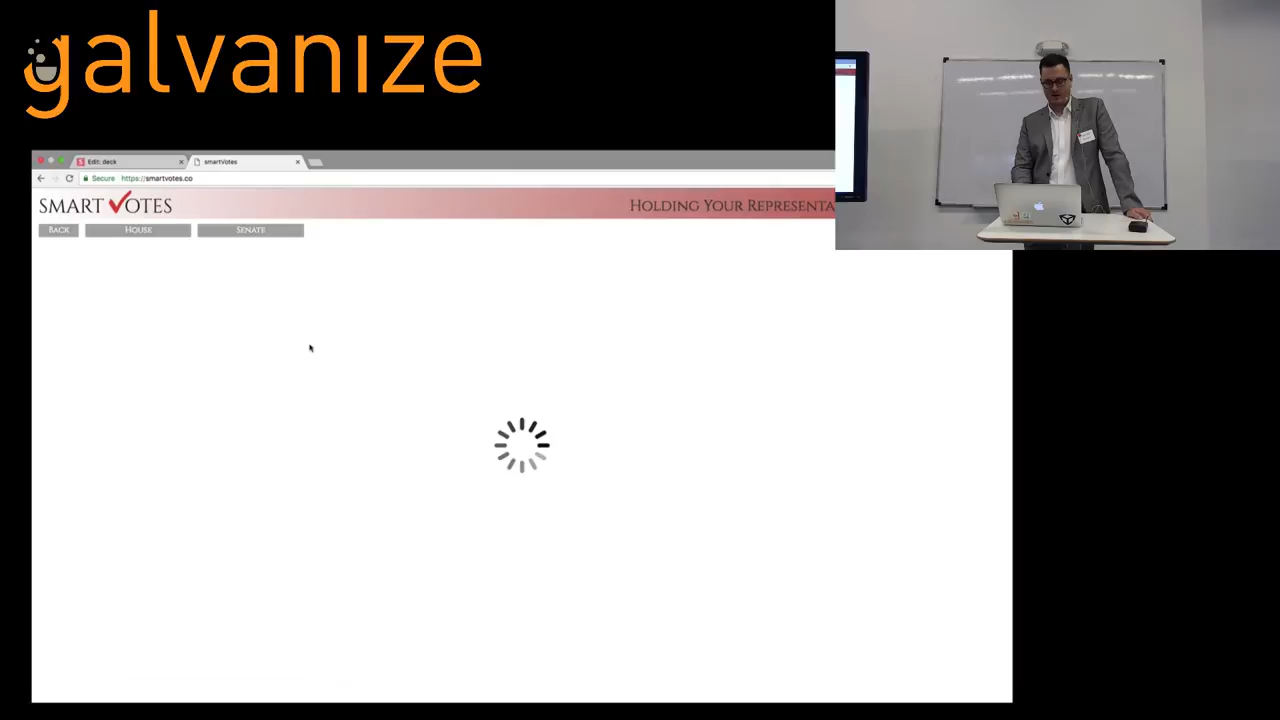 galvanize
Edit: deck
smartVotes
Secure
https://smartvotes.co
SMART VOTES
HOLDING YOUR REPRESENTA
BACK
HOUSE
SENATE